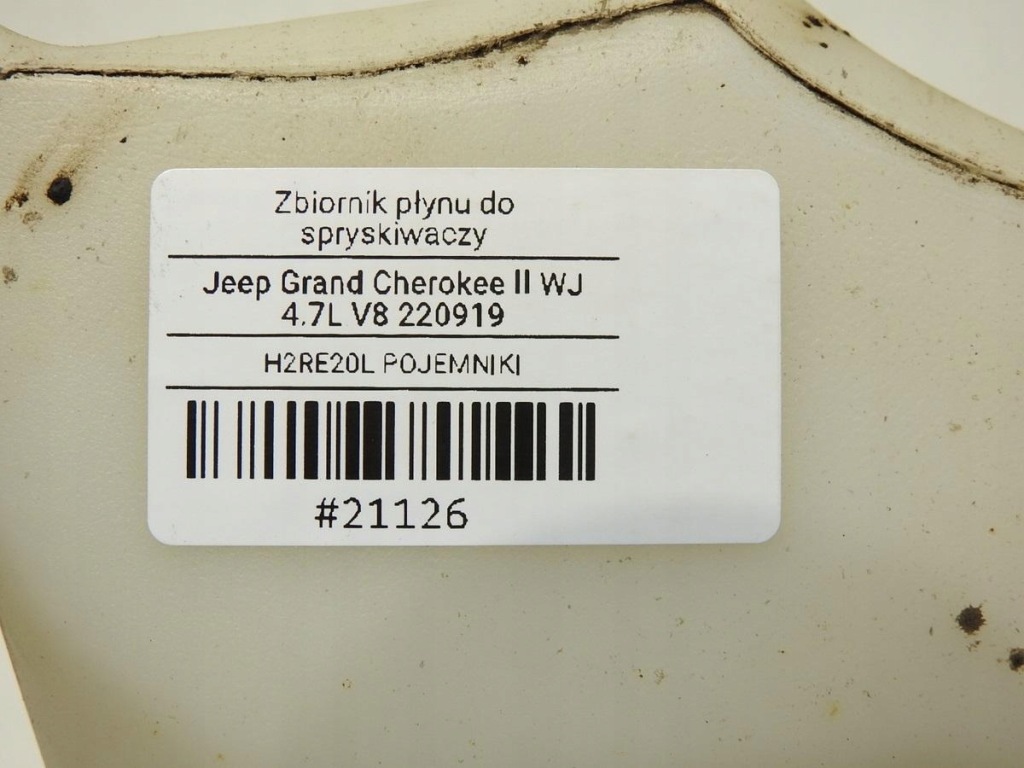 Zbiornik płynu do
spryskiwaczy
Jeep Grand Cherokee II WJ
4.7L V8 220919
H2RE20L POJEMNIKI
#21126